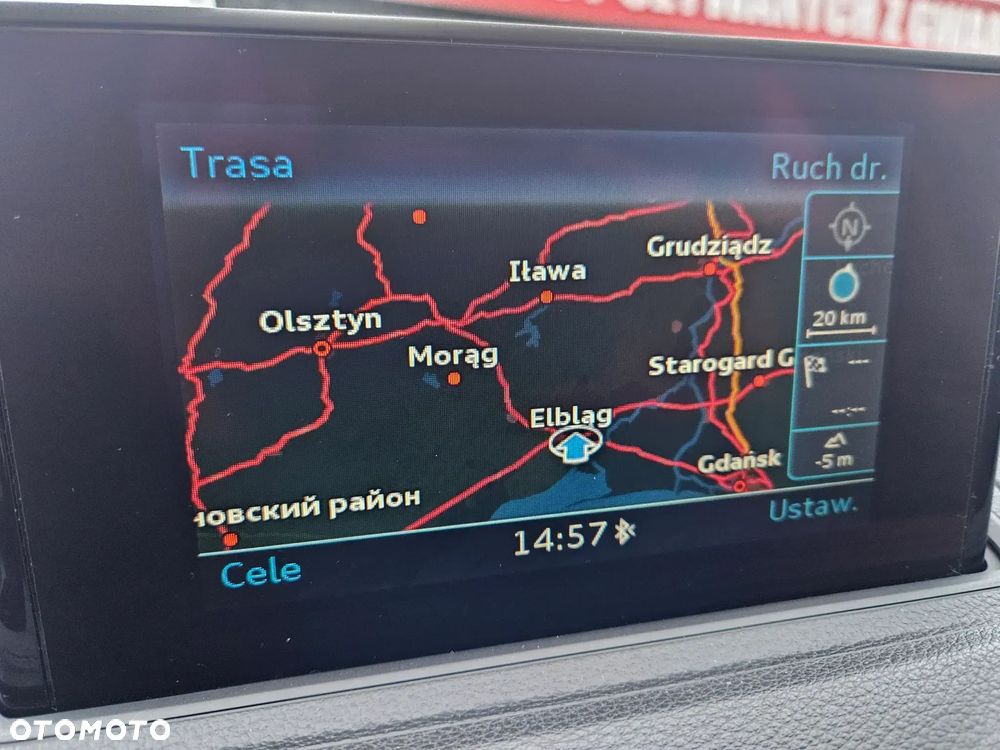 Trasa
Ruch dr.
N
Grudziądz
Iława
Olsztyn
20 km
Morąg
Starogard G
---
Elbląg
--:--
Gdańsk
-5 m
новский район
Ustaw.
14:57
Cele
OTOMOTO